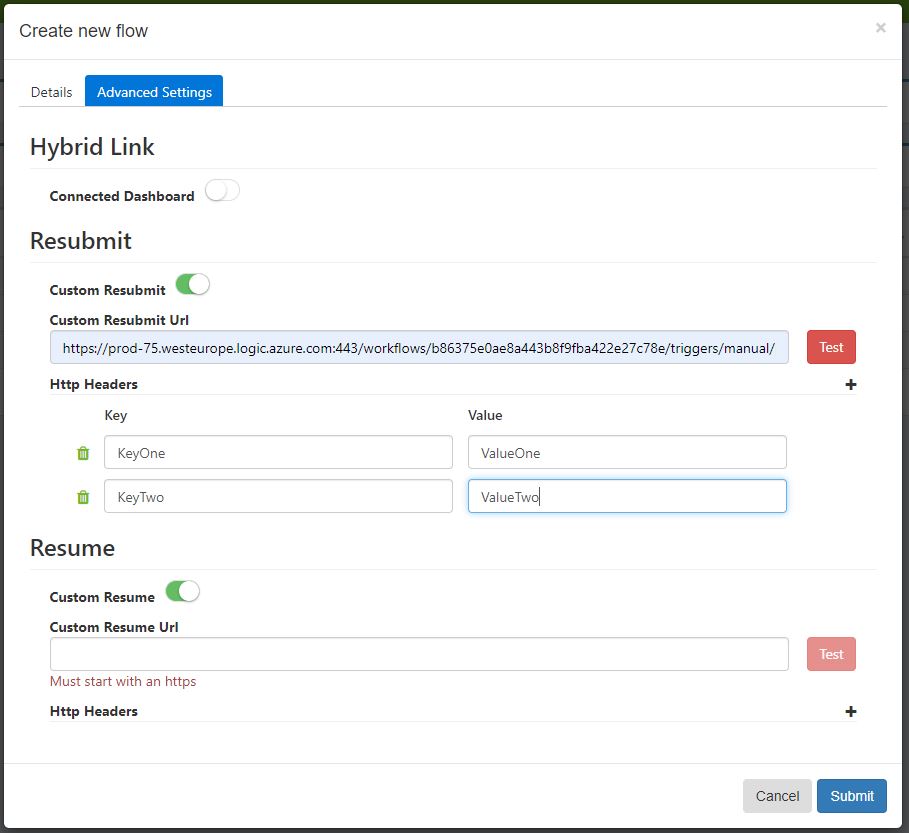 Create new flow ×
Details Advanced Settings
Hybrid Link
Connected Dashboard
Resubmit
Custom Resubmit
Custom Resubmit Url
https://prod-75.westeurope.logic.azure.com:443/workflows/b86375e0ae8a443b8f9fba422e27c78e/triggers/manual/ Test
Http Headers +
Key Value
KeyOne ValueOne
KeyTwo ValueTwo
Resume
Custom Resume
Custom Resume Url
Test
Must start with an https
Http Headers +
Cancel Submit